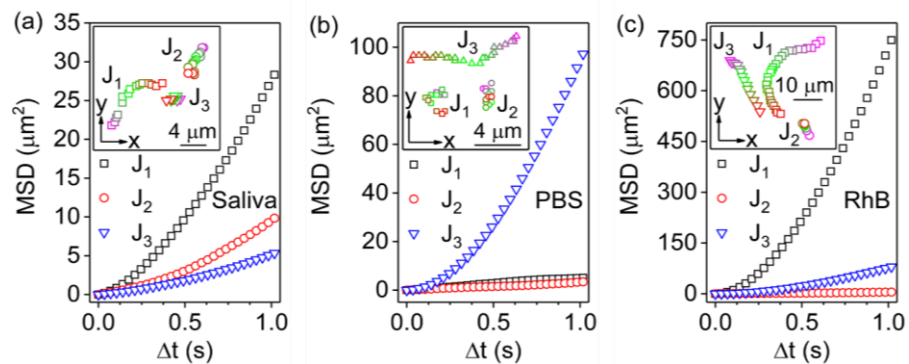 (a)
MSD (μm²)
35
30
25
20
15
10
5
0
J₁
J₂
J₃
y
x
4 μm
J₁
J₂
J₃
Saliva
0.0 0.5 1.0
Δt (s)
(b)
MSD (μm²)
100
80
60
40
20
0
J₃
J₁
J₂
y
x
4 μm
J₁
J₂
J₃
PBS
0.0 0.5 1.0
Δt (s)
(c)
MSD (μm²)
750
600
450
300
150
0
J₃
J₁
10 μm
y
J₂
x
J₁
J₂
J₃
RhB
0.0 0.5 1.0
Δt (s)